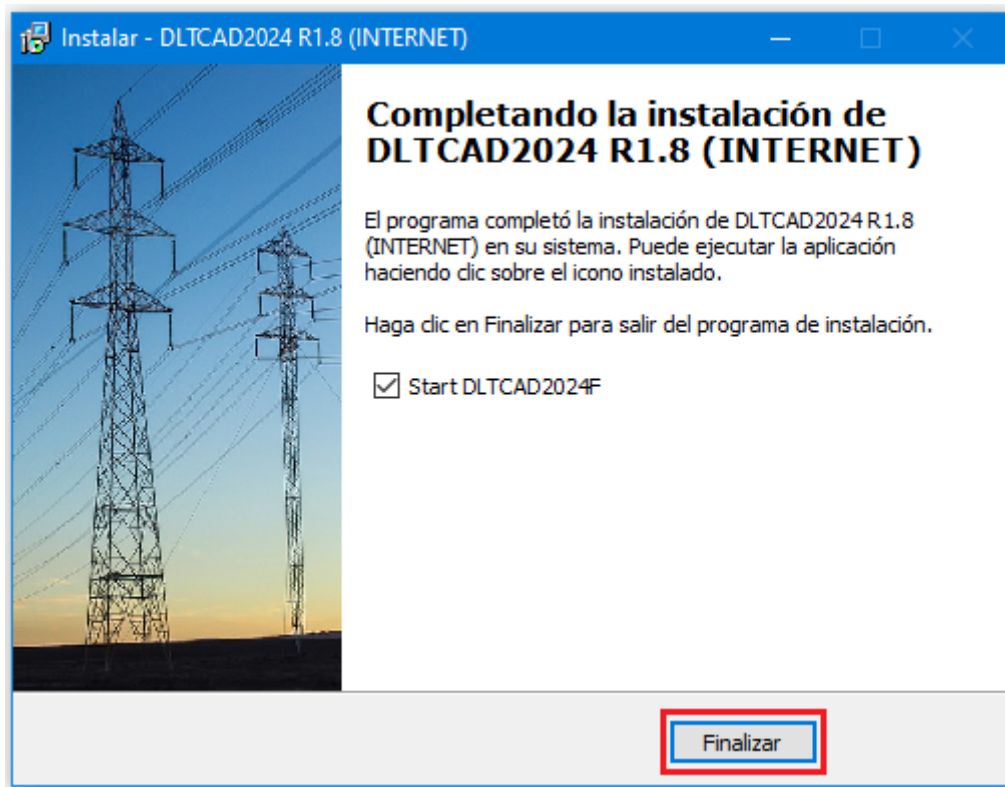 Instalar - DLTCAD2024 R1.8 (INTERNET)
Completando la instalación de
DLTCAD2024 R1.8 (INTERNET)
El programa completó la instalación de DLTCAD2024 R1.8
(INTERNET) en su sistema. Puede ejecutar la aplicación
haciendo clic sobre el icono instalado.
Haga clic en Finalizar para salir del programa de instalación.
Start DLTCAD2024F
Finalizar